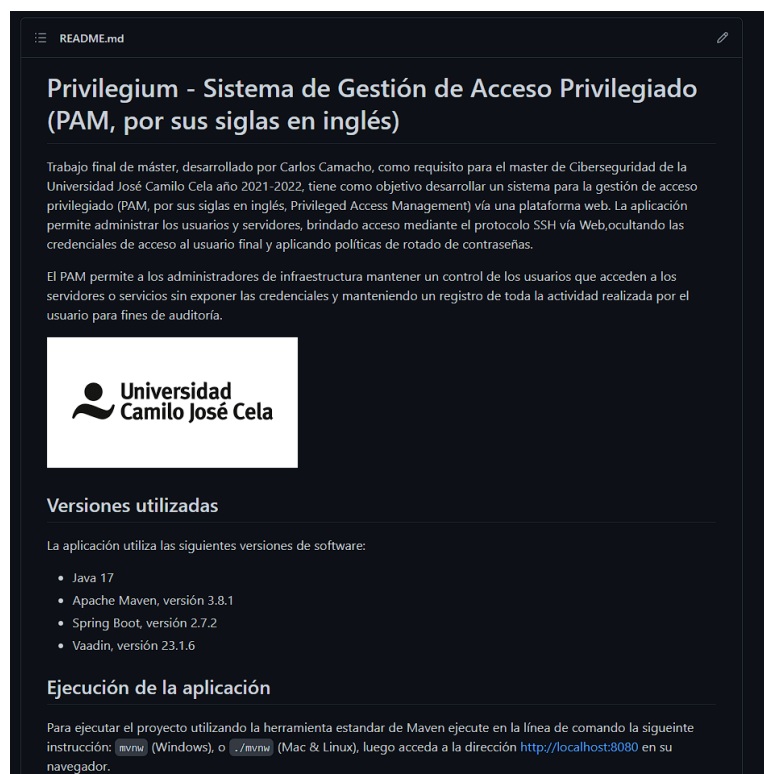 README.md
Privilegium - Sistema de Gestión de Acceso Privilegiado
(PAM, por sus siglas en inglés)
Trabajo final de máster, desarrollado por Carlos Camacho, como requisito para el master de Ciberseguridad de la
Universidad José Camilo Cela año 2021-2022, tiene como objetivo desarrollar un sistema para la gestión de acceso
privilegiado (PAM, por sus siglas en inglés, Privileged Access Management) vía una plataforma web. La aplicación
permite administrar los usuarios y servidores, brindado acceso mediante el protocolo SSH vía Web,ocultando las
credenciales de acceso al usuario final y aplicando políticas de rotado de contraseñas.
El PAM permite a los administradores de infraestructura mantener un control de los usuarios que acceden a los
servidores o servicios sin exponer las credenciales y manteniendo un registro de toda la actividad realizada por el
usuario para fines de auditoría.
Universidad
Camilo José Cela
Versiones utilizadas
La aplicación utiliza las siguientes versiones de software:
Java 17
Apache Maven, versión 3.8.1
Spring Boot, versión 2.7.2
Vaadin, versión 23.1.6
Ejecución de la aplicación
Para ejecutar el proyecto utilizando la herramienta estandar de Maven ejecute en la línea de comando la sigueinte
instrucción: mvnw (Windows), o ./mvnw (Mac & Linux), luego acceda a la dirección http://localhost:8080 en su
navegador.